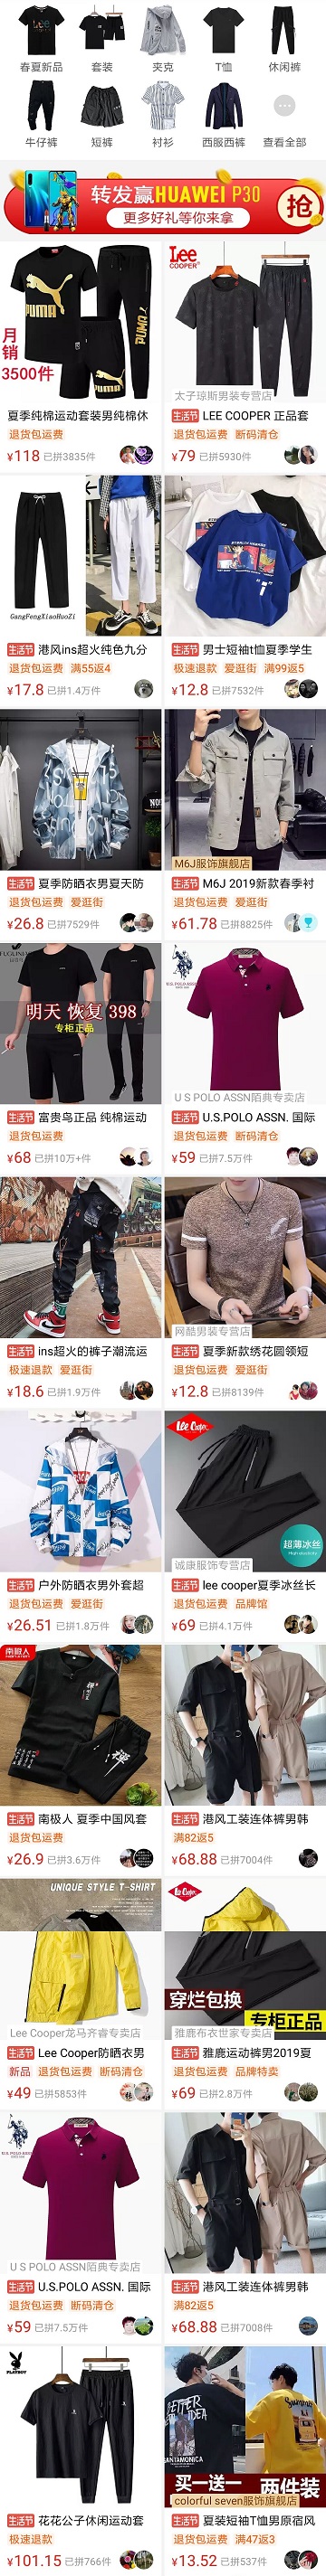 春夏新品 套装 夹克 T恤 休闲裤
牛仔裤 短裤 衬衫 西服西裤 查看全部
转发赢HUAWEI P30
更多好礼等你来拿
抢
PUMA
PUMA
月销
3500件
夏季纯棉运动套装男纯棉休
退货包运费
¥118 已拼3835件
Lee
COOPER
太子琼斯男装专营店
生活节 LEE COOPER 正品套
退货包运费 断码清仓
¥79 已拼5930件
GangFengXiaoHuoZi
生活节 港风ins超火纯色九分
退货包运费 满55返4
¥17.8 已拼1.4万件
生活节 男士短袖t恤夏季学生
极速退款 爱逛街 满99返5
¥12.8 已拼7532件
生活节 夏季防晒衣男夏天防
退货包运费 爱逛街
¥26.8 已拼7529件
M6J服饰旗舰店
生活节 M6J 2019新款春季衬
退货包运费 爱逛街
¥61.78 已拼8825件
明天 恢复 398
专柜正品
生活节 富贵鸟正品 纯棉运动
退货包运费
¥68 已拼10万+件
U.S. POLO ASSN.
U S POLO ASSN陌典专卖店
生活节 U.S.POLO ASSN. 国际
退货包运费 断码清仓
¥59 已拼7.5万件
生活节 ins超火的裤子潮流运
极速退款 爱逛街
¥18.6 已拼1.9万件
网酷男装专营店
生活节 夏季新款绣花圆领短
退货包运费 爱逛街
¥12.8 已拼8139件
生活节 户外防晒衣男外套超
退货包运费 爱逛街
¥26.51 已拼1.8万件
Lee Cooper
超薄冰丝
诚康服饰专营店
生活节 lee cooper夏季冰丝长
退货包运费 品牌馆
¥69 已拼4.1万件
南极人
禅
生活节 南极人 夏季中国风套
退货包运费
¥26.9 已拼3.6万件
生活节 港风工装连体裤男韩
满82返5
¥68.88 已拼7004件
UNIQUE STYLE T-SHIRT
Lee Cooper龙马齐睿专卖店
生活节 Lee Cooper防晒衣男
新品 退货包运费 断码清仓
¥49 已拼5853件
Lee Cooper
穿烂包换
专柜正品
雅鹿布衣世家专卖店
生活节 雅鹿运动裤男2019夏
退货包运费 品牌特卖
¥69 已拼2.8万件
U S POLO ASSN陌典专卖店
生活节 U.S.POLO ASSN. 国际
退货包运费 断码清仓
¥59 已拼7.5万件
生活节 港风工装连体裤男韩
满82返5
¥68.88 已拼7008件
PLAYBOY
生活节 花花公子休闲运动套
极速退款
¥101.15 已拼766件
SANTAMONICA
Summer
买一送一 两件装
colorful seven服饰旗舰店
生活节 夏装短袖T恤男原宿风
退货包运费 满47返3
¥13.52 已拼537件